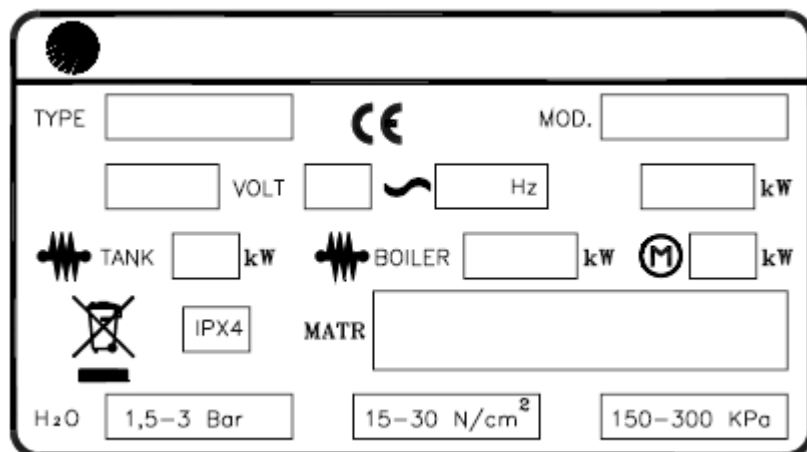 TYPE CE MOD.
VOLT Hz kW
TANK kW BOILER kW M kW
IPX4 MATR
H₂O 1,5-3 Bar 15-30 N/cm² 150-300 KPa